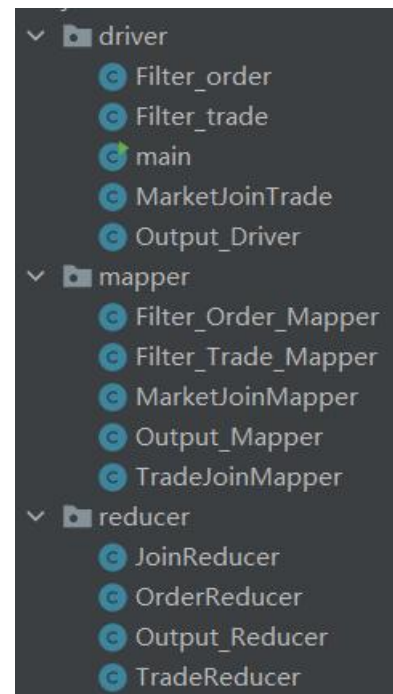 driver
Filter_order
Filter_trade
main
MarketJoinTrade
Output_Driver
mapper
Filter_Order_Mapper
Filter_Trade_Mapper
MarketJoinMapper
Output_Mapper
TradeJoinMapper
reducer
JoinReducer
OrderReducer
Output_Reducer
TradeReducer